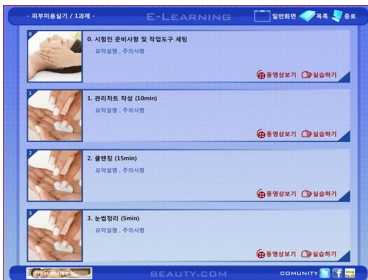 - 피부미용실기 / 1과제 -
E-LEARNING
일반화면 목록 종료
0
0. 시험전 준비사항 및 작업도구 세팅
요약설명 , 주의사항
동영상보기 실습하기
1
1. 관리차트 작성 (10min)
요약설명 , 주의사항
동영상보기 실습하기
2
2. 클렌징 (15min)
요약설명 , 주의사항
동영상보기 실습하기
3
3. 눈썹정리 (5min)
요약설명 , 주의사항
동영상보기 실습하기
BEAUTY.COM
COMUNITY